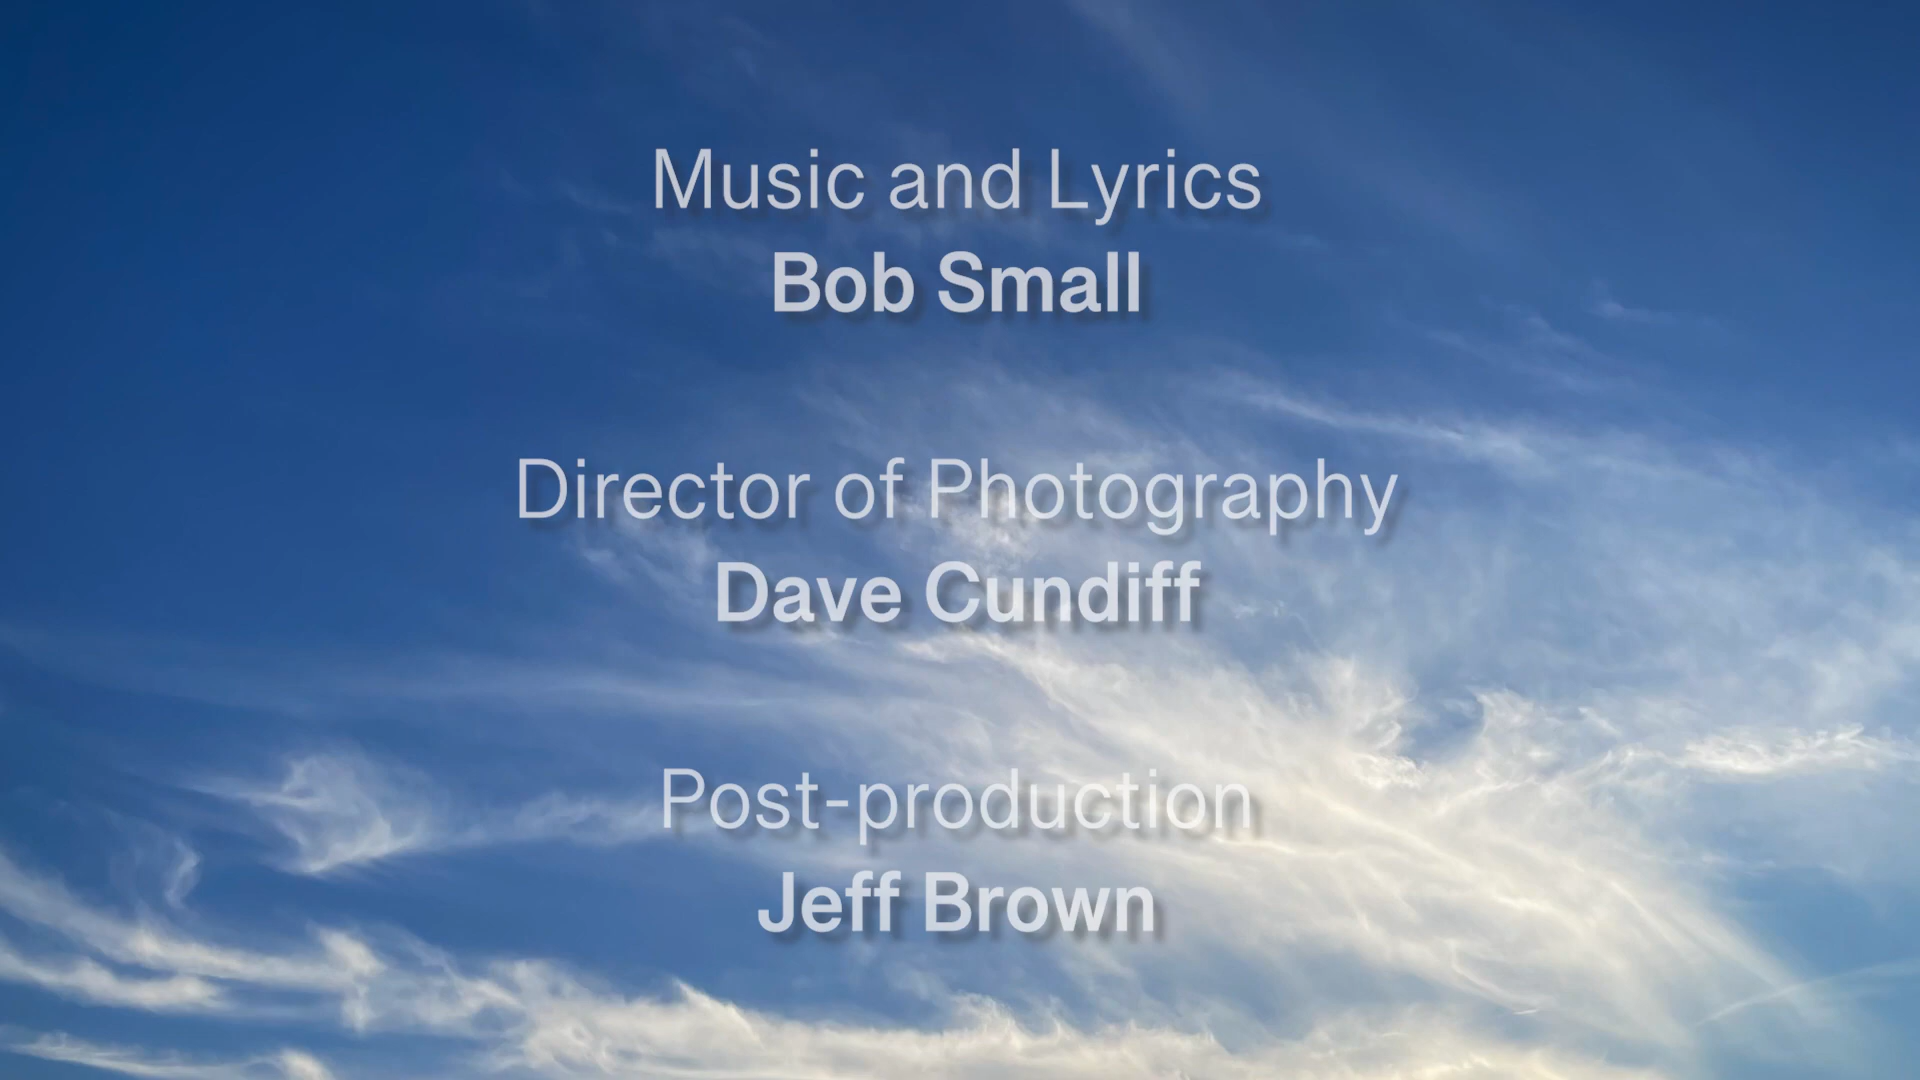 Music and Lyrics
Bob Small
Director of Photography
Dave Cundiff
Post-production
Jeff Brown